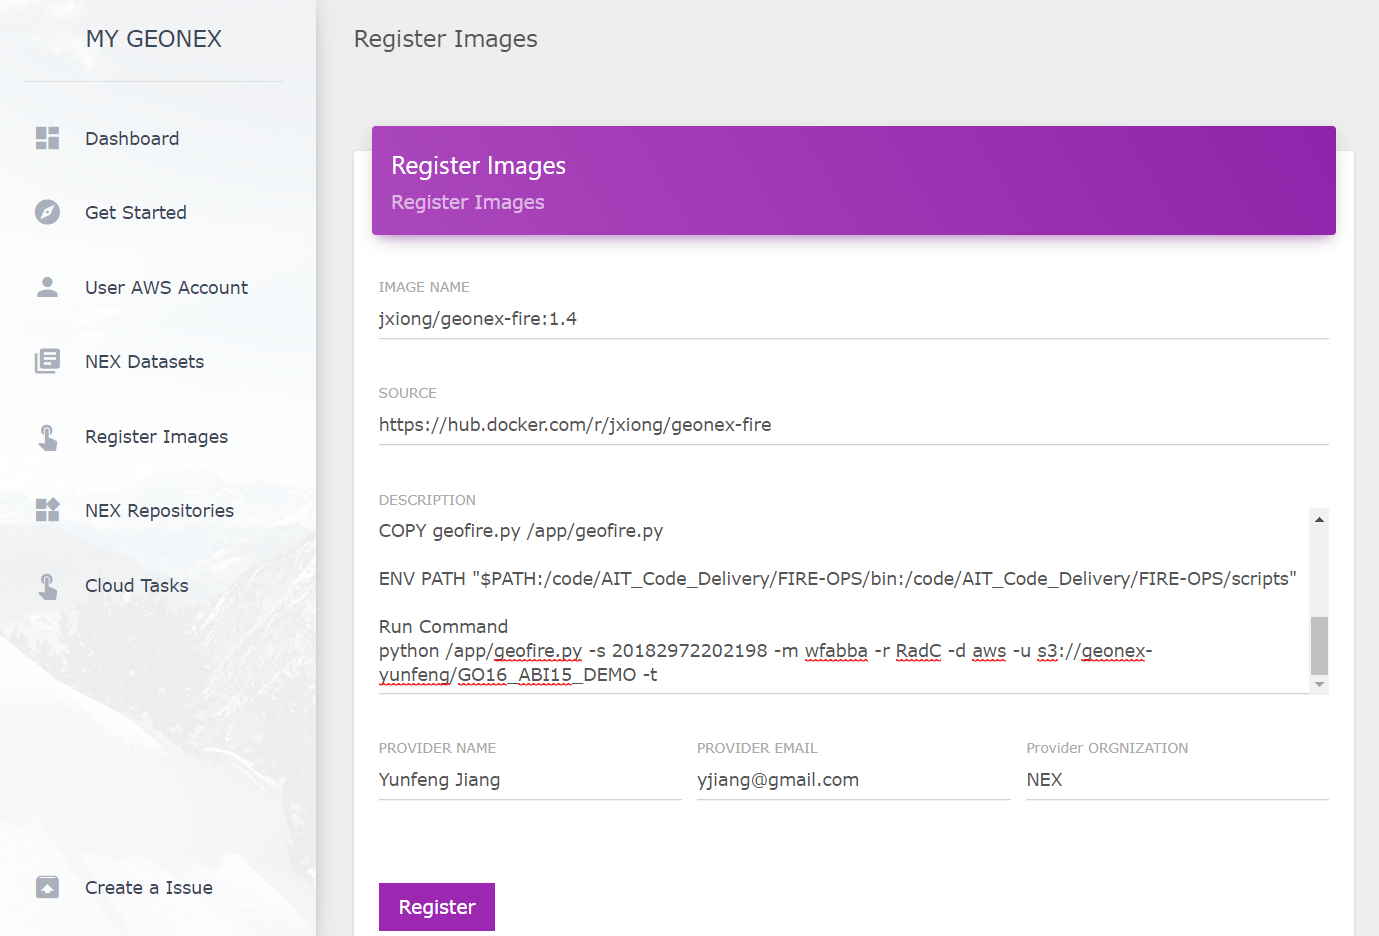 MY GEONEX
Dashboard
Get Started
User AWS Account
NEX Datasets
Register Images
NEX Repositories
Cloud Tasks
Create a Issue
Register Images
Register Images
Register Images
IMAGE NAME
jxiong/geonex-fire:1.4
SOURCE
https://hub.docker.com/r/jxiong/geonex-fire
DESCRIPTION
COPY geofire.py /app/geofire.py
ENV PATH "$PATH:/code/AIT_Code_Delivery/FIRE-OPS/bin:/code/AIT_Code_Delivery/FIRE-OPS/scripts"
Run Command
python /app/geofire.py -s 20182972202198 -m wfabba -r RadC -d aws -u s3://geonex-
yunfeng/GO16_ABI15_DEMO -t
PROVIDER NAME
Yunfeng Jiang
PROVIDER EMAIL
yjiang@gmail.com
Provider ORGNIZATION
NEX
Register